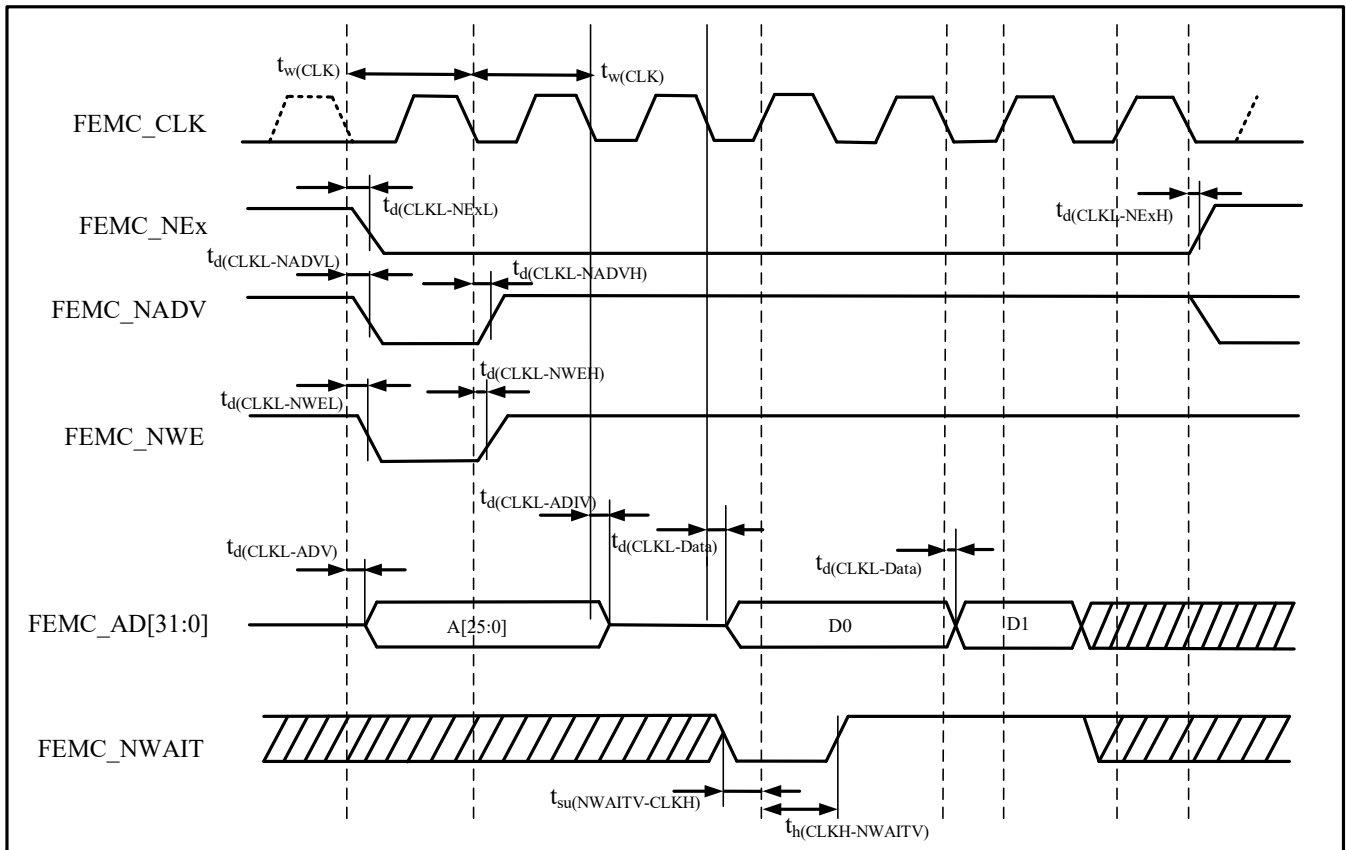 tw(CLK) tw(CLK)
FEMC_CLK
td(CLKL-NExL) td(CLKL-NExH)
FEMC_NEx
td(CLKL-NADVL) td(CLKL-NADVH)
FEMC_NADV
td(CLKL-NWEH)
td(CLKL-NWEL)
FEMC_NWE
td(CLKL-ADIV)
td(CLKL-ADV) td(CLKL-Data) td(CLKL-Data)
FEMC_AD[31:0] A[25:0] D0 D1
FEMC_NWAIT
tsu(NWAITV-CLKH)
th(CLKH-NWAITV)